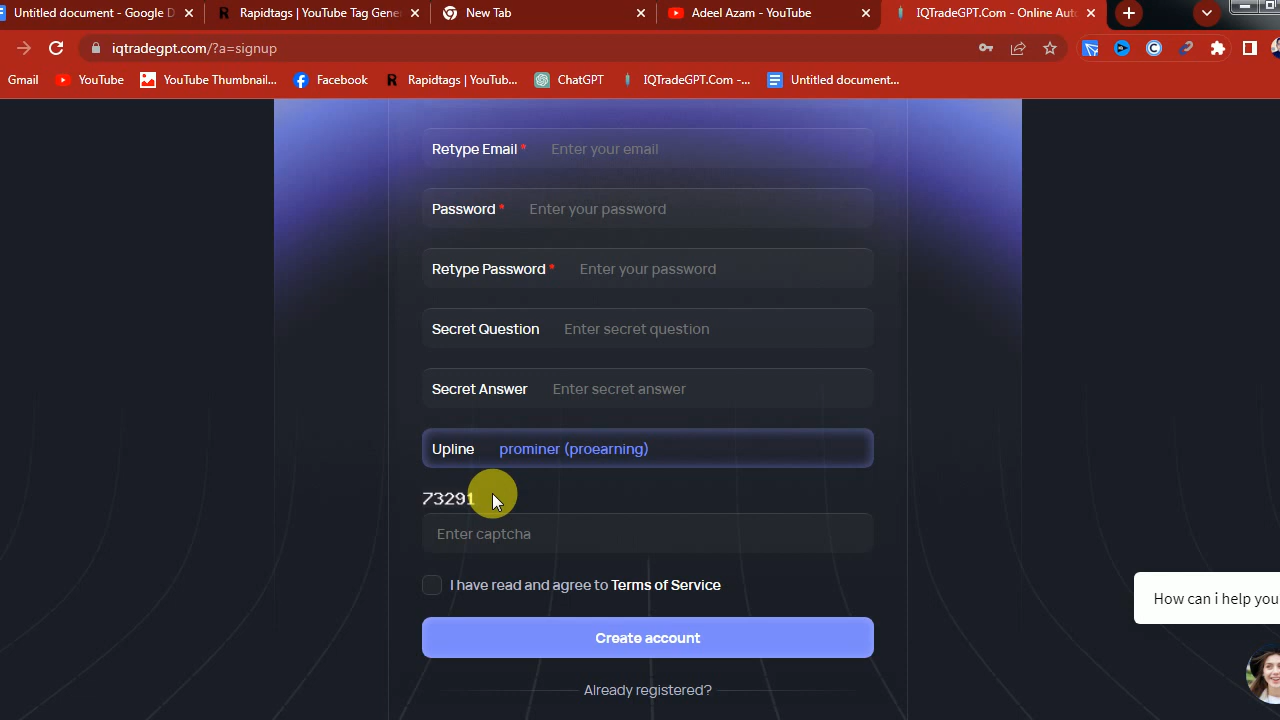 Untitled document - Google D
Rapidtags | YouTube Tag Gener
New Tab
Adeel Azam - YouTube
IQTradeGPT.Com - Online Auto
iqtradegpt.com/?a=signup
Gmail
YouTube
YouTube Thumbnail...
Facebook
Rapidtags | YouTub...
ChatGPT
IQTradeGPT.Com -...
Untitled document...
Retype Email * Enter your email
Password * Enter your password
Retype Password * Enter your password
Secret Question Enter secret question
Secret Answer Enter secret answer
Upline prominer (proearning)
73291
Enter captcha
I have read and agree to Terms of Service
How can i help you
Create account
Already registered?